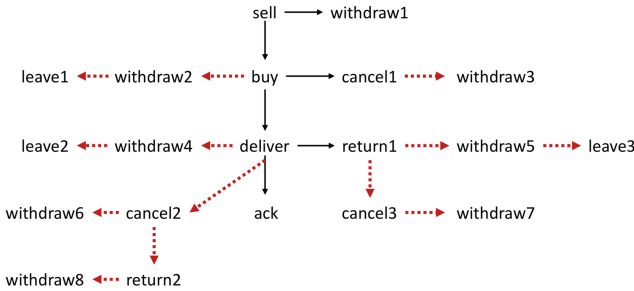 sell withdraw1
leave1 withdraw2 buy cancel1 withdraw3
leave2 withdraw4 deliver return1 withdraw5 leave3
withdraw6 cancel2 ack cancel3 withdraw7
withdraw8 return2